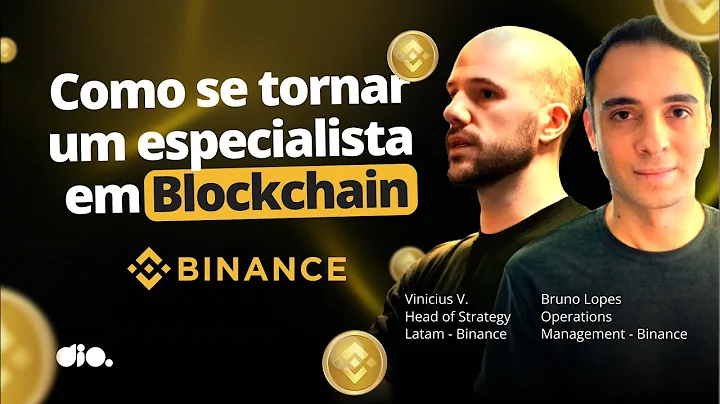 Como se tornar
um especialista
em Blockchain
BINANCE
Vinicius V.
Head of Strategy
Latam - Binance
Bruno Lopes
Operations
Management - Binance
dio.